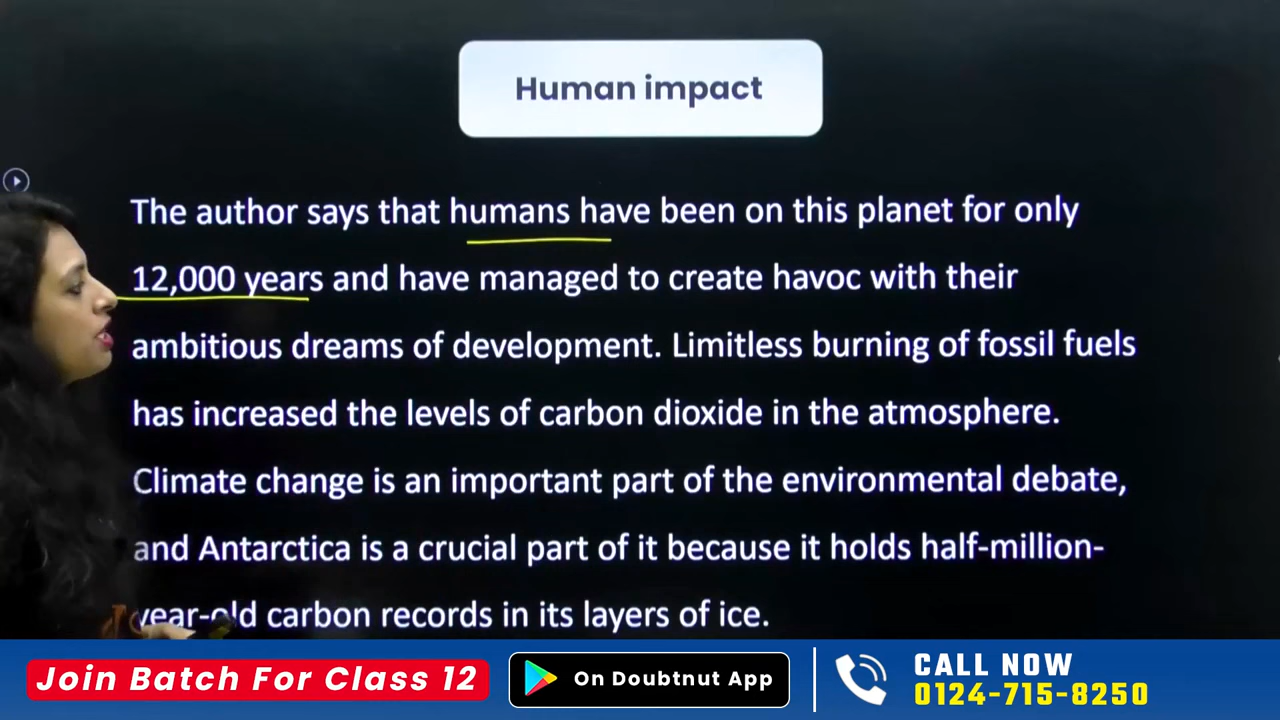 Human impact
The author says that humans have been on this planet for only
12,000 years and have managed to create havoc with their
ambitious dreams of development. Limitless burning of fossil fuels
has increased the levels of carbon dioxide in the atmosphere.
Climate change is an important part of the environmental debate,
and Antarctica is a crucial part of it because it holds half-million-
year-old carbon records in its layers of ice.
Join Batch For Class 12
On Doubtnut App
CALL NOW
0124-715-8250